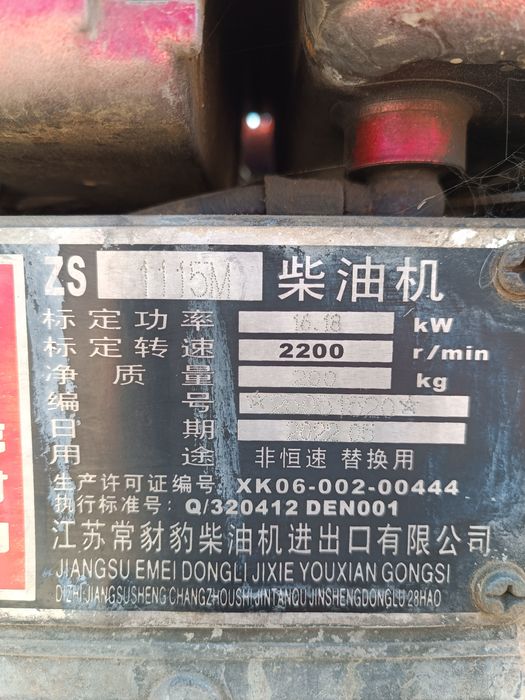 ZS 1115M 柴油机
标定功率 16.18 kW
标定转速 2200 r/min
净质量 200 kg
编号
日期 2022.05
用途 非恒速 替换用
生产许可证编号: XK06-002-00444
执行标准号: Q/320412 DEN001
江苏常豺豹柴油机进出口有限公司
JIANGSU EMEI DONGLI JIXIE YOUXIAN GONGSI
DIZHI:JIANGSUSHENG CHANGZHOUSHI JINTANQU JINSHENGDONGLU 28HAO